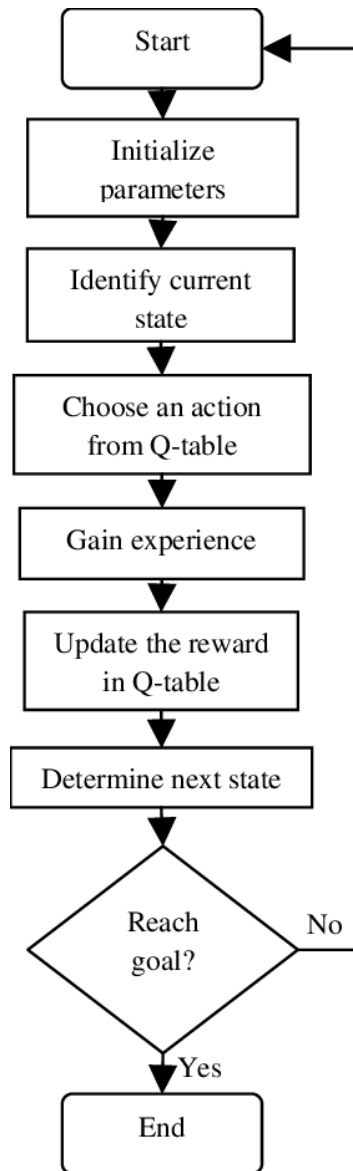 Start
Initialize
parameters
Identify current
state
Choose an action
from Q-table
Gain experience
Update the reward
in Q-table
Determine next state
Reach
goal?
No
Yes
End